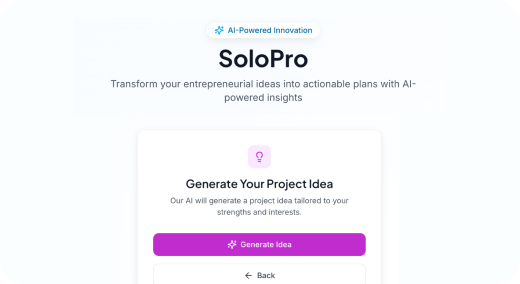 AI-Powered Innovation
SoloPro
Transform your entrepreneurial ideas into actionable plans with AI-
powered insights
Generate Your Project Idea
Our AI will generate a project idea tailored to your
strengths and interests.
Generate Idea
Back